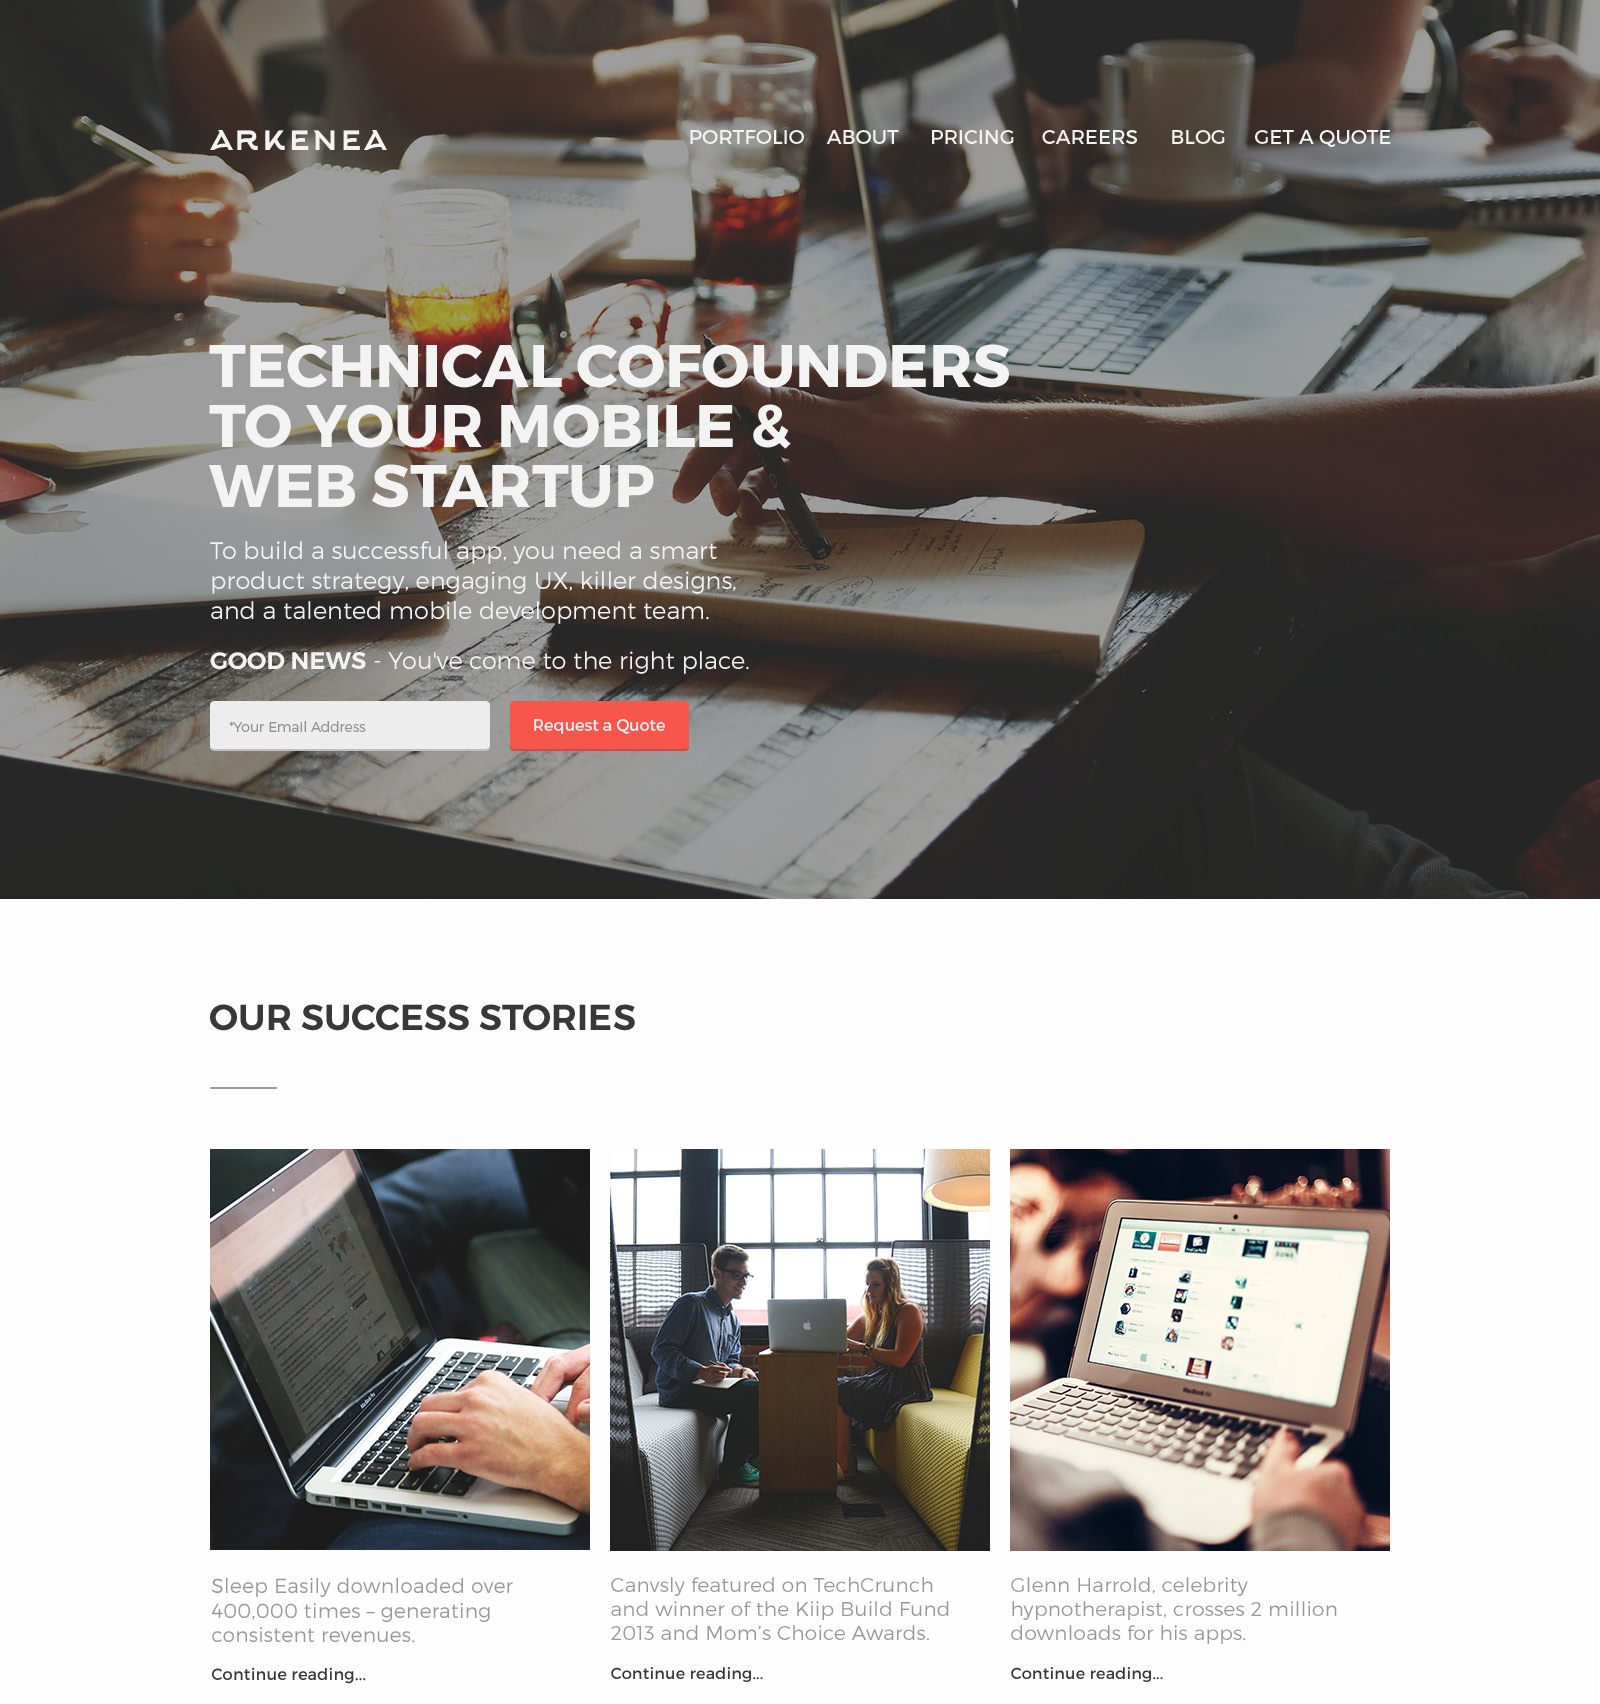 ARKENEA
PORTFOLIO ABOUT PRICING CAREERS BLOG GET A QUOTE
TECHNICAL COFOUNDERS
TO YOUR MOBILE &
WEB STARTUP
To build a successful app, you need a smart
product strategy, engaging UX, killer designs,
and a talented mobile development team.
GOOD NEWS - You've come to the right place.
*Your Email Address
Request a Quote
OUR SUCCESS STORIES
Sleep Easily downloaded over
400,000 times – generating
consistent revenues.
Continue reading...
Canvsly featured on TechCrunch
and winner of the Kiip Build Fund
2013 and Mom’s Choice Awards.
Continue reading...
Glenn Harrold, celebrity
hypnotherapist, crosses 2 million
downloads for his apps.
Continue reading...